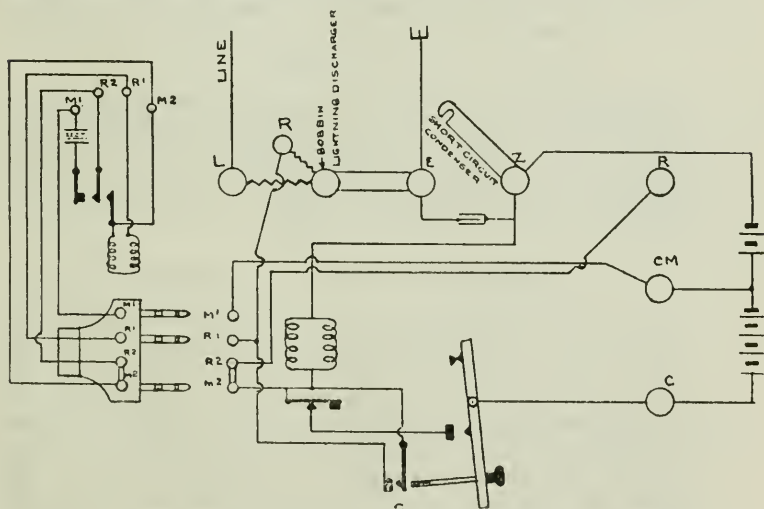 M1
R2
R1
M2
LINE
E
L
R
BOBBIN
LIGHTNING DISCHARGER
E
SHORT CIRCUIT
CONDENSER
Z
R
CM
C
M1
R1
R2
M2
M1
R1
R2
M2
C